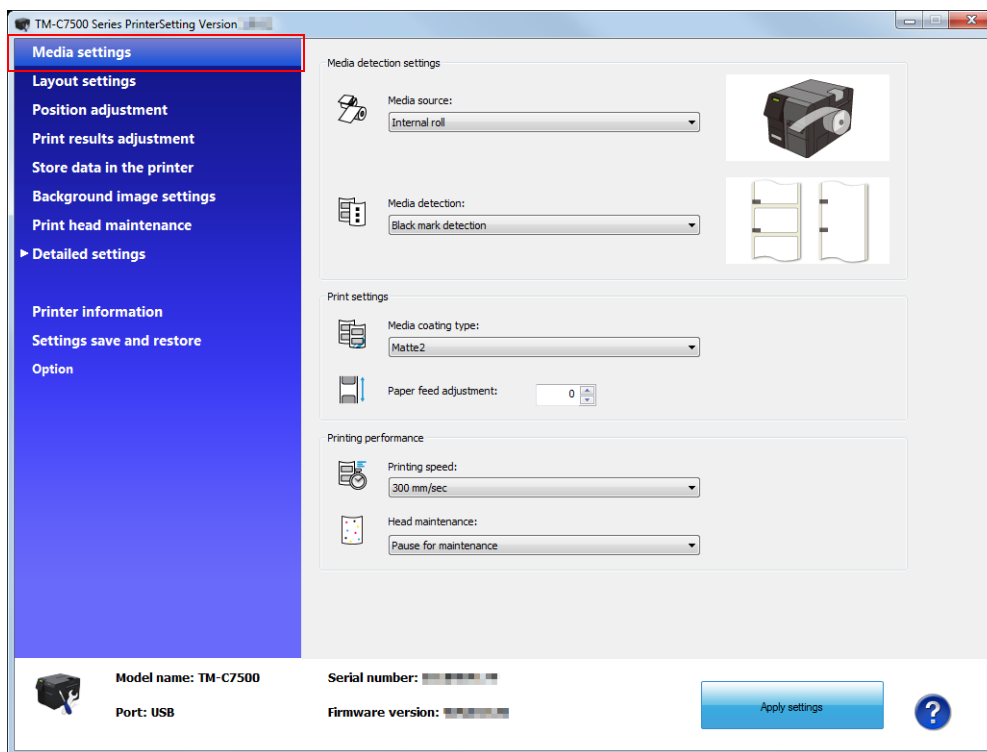 TM-C7500 Series PrinterSetting Version
Media settings
Layout settings
Position adjustment
Print results adjustment
Store data in the printer
Background image settings
Print head maintenance
Detailed settings
Printer information
Settings save and restore
Option
Media detection settings
Media source:
Internal roll
Media detection:
Black mark detection
Print settings
Media coating type:
Matte2
Paper feed adjustment:
0
Printing performance
Printing speed:
300 mm/sec
Head maintenance:
Pause for maintenance
Model name: TM-C7500
Serial number:
Port: USB
Firmware version:
Apply settings
?